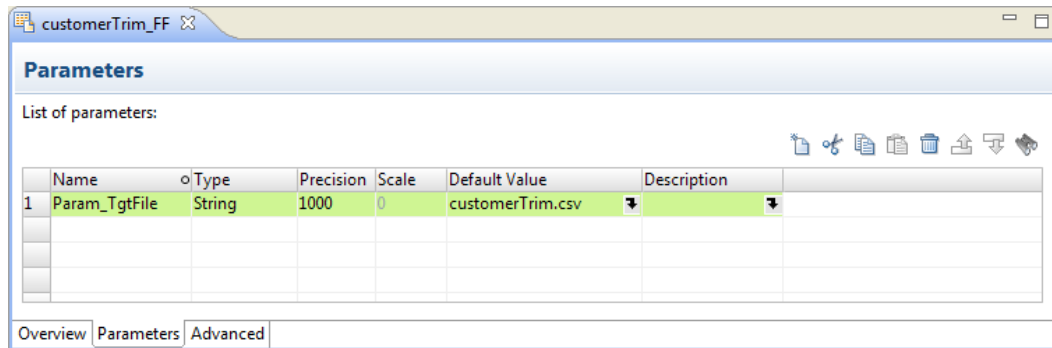 customerTrim_FF
Parameters
List of parameters:
Name Type Precision Scale Default Value Description
1 Param_TgtFile String 1000 0 customerTrim.csv
Overview Parameters Advanced